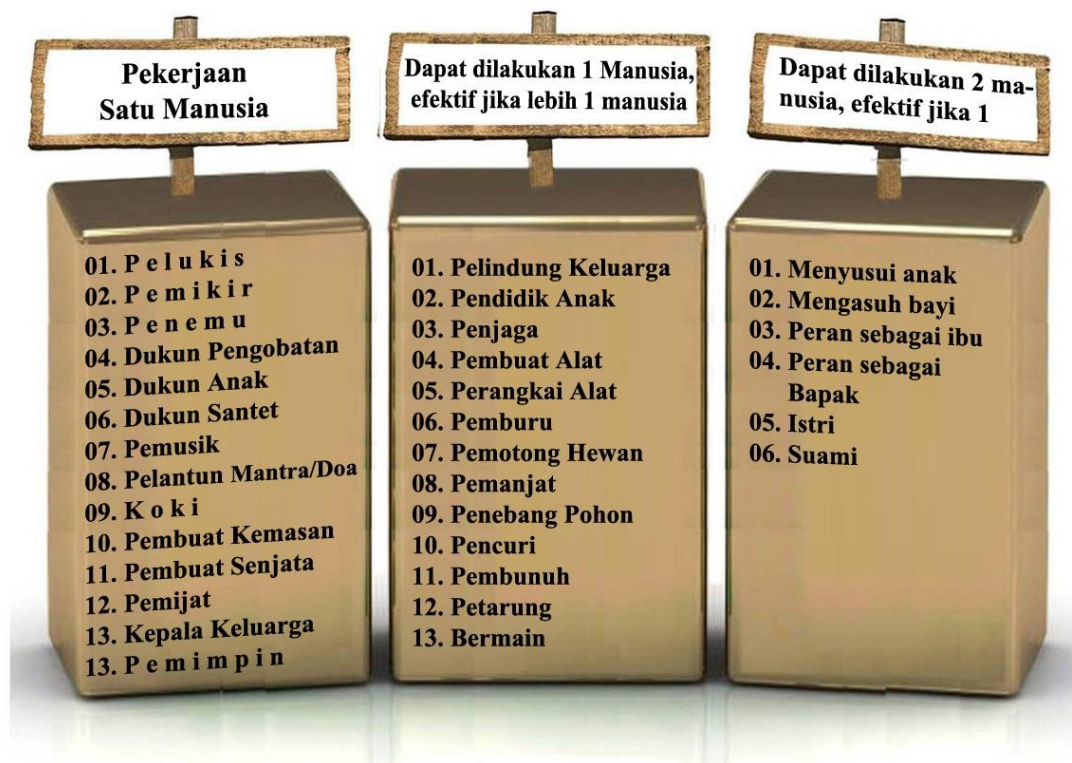 Pekerjaan
Satu Manusia
01. P e l u k i s
02. P e m i k i r
03. P e n e m u
04. Dukun Pengobatan
05. Dukun Anak
06. Dukun Santet
07. Pemusik
08. Pelantun Mantra/Doa
09. K o k i
10. Pembuat Kemasan
11. Pembuat Senjata
12. Pemijat
13. Kepala Keluarga
13. P e m i m p i n
Dapat dilakukan 1 Manusia,
efektif jika lebih 1 manusia
01. Pelindung Keluarga
02. Pendidik Anak
03. Penjaga
04. Pembuat Alat
05. Perangkai Alat
06. Pemburu
07. Pemotong Hewan
08. Pemanjat
09. Penebang Pohon
10. Pencuri
11. Pembunuh
12. Petarung
13. Bermain
Dapat dilakukan 2 ma-
nusia, efektif jika 1
01. Menyusui anak
02. Mengasuh bayi
03. Peran sebagai ibu
04. Peran sebagai
Bapak
05. Istri
06. Suami